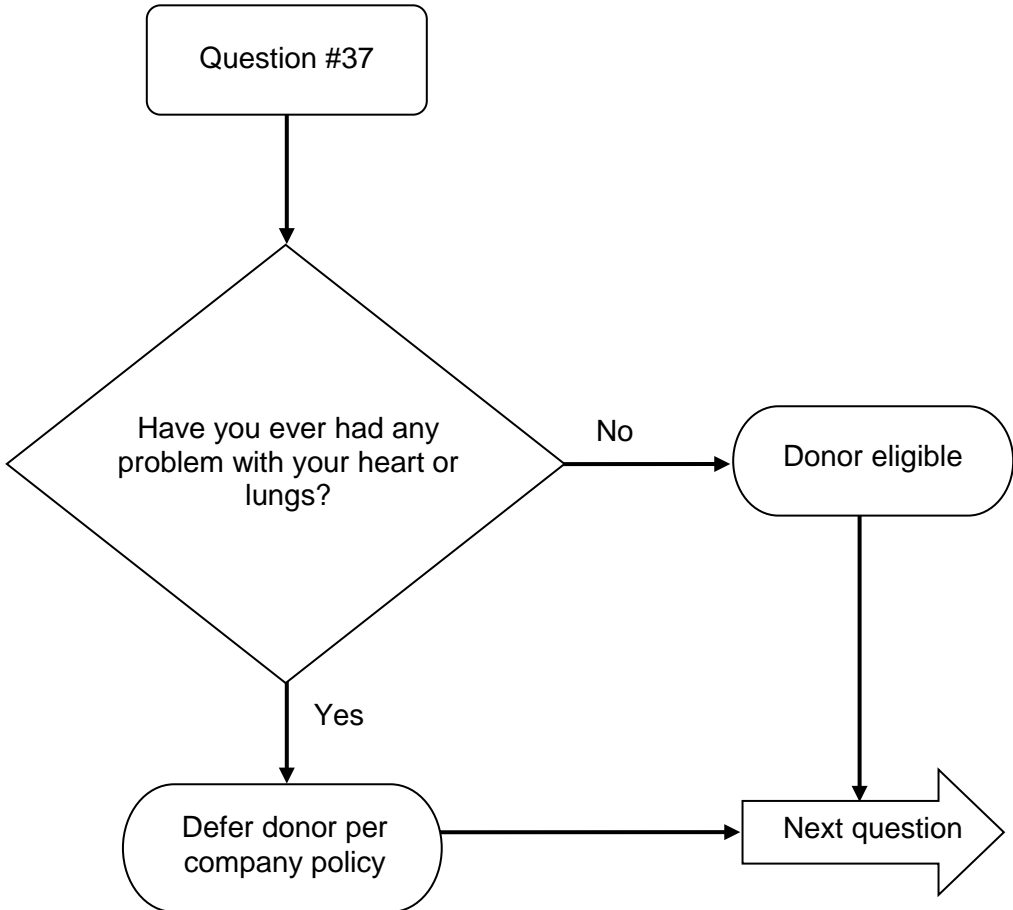 Question #37
Have you ever had any
problem with your heart or
lungs?
No
Donor eligible
Yes
Defer donor per
company policy
Next question